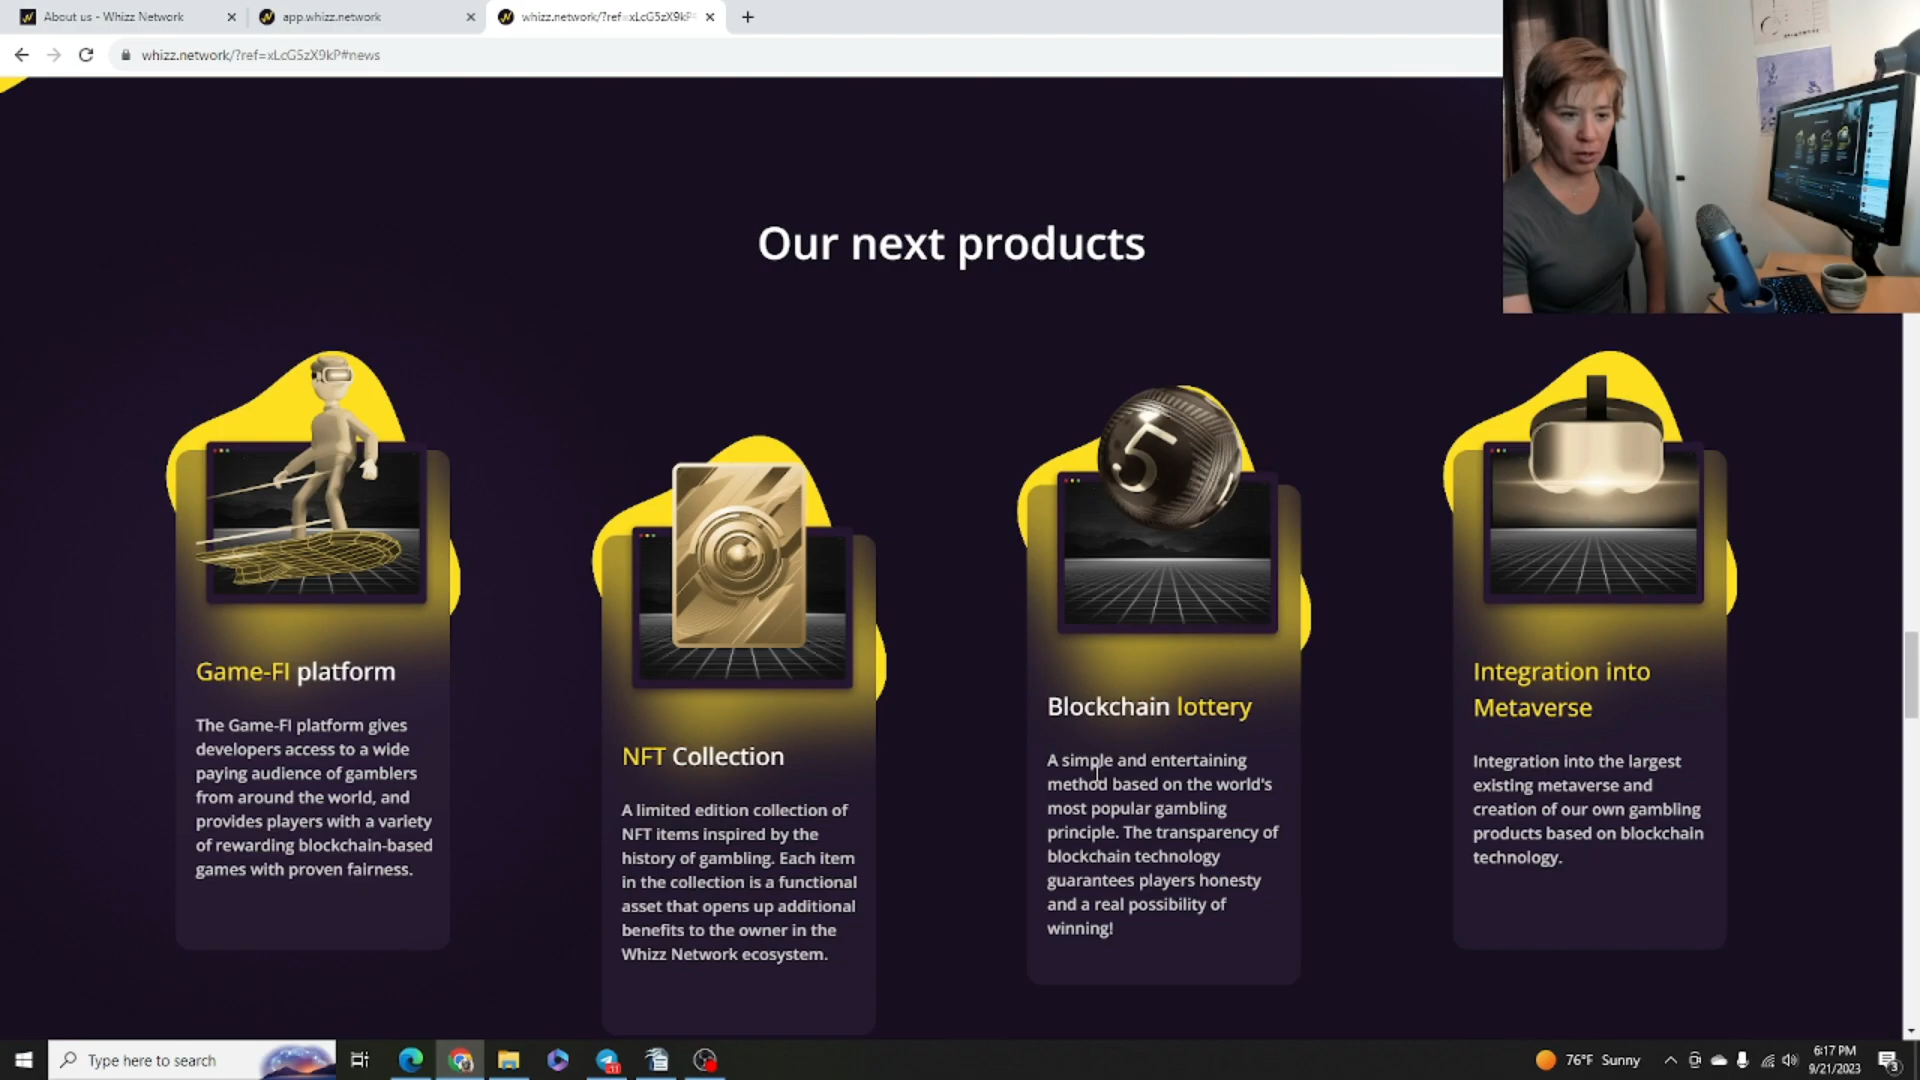 About us - Whizz Network
app.whizz.network
whizz.network/?ref=xLcG5zX9kP
whizz.network/?ref=xLcG5zX9kP#news
Our next products
5
Game-FI platform
The Game-FI platform gives
developers access to a wide
paying audience of gamblers
from around the world, and
provides players with a variety
of rewarding blockchain-based
games with proven fairness.
NFT Collection
A limited edition collection of
NFT items inspired by the
history of gambling. Each item
in the collection is a functional
asset that opens up additional
benefits to the owner in the
Whizz Network ecosystem.
Blockchain lottery
A simple and entertaining
method based on the world's
most popular gambling
principle. The transparency of
blockchain technology
guarantees players honesty
and a real possibility of
winning!
Integration into
Metaverse
Integration into the largest
existing metaverse and
creation of our own gambling
products based on blockchain
technology.
Type here to search
11
76°F Sunny
6:17 PM
9/21/2023
3